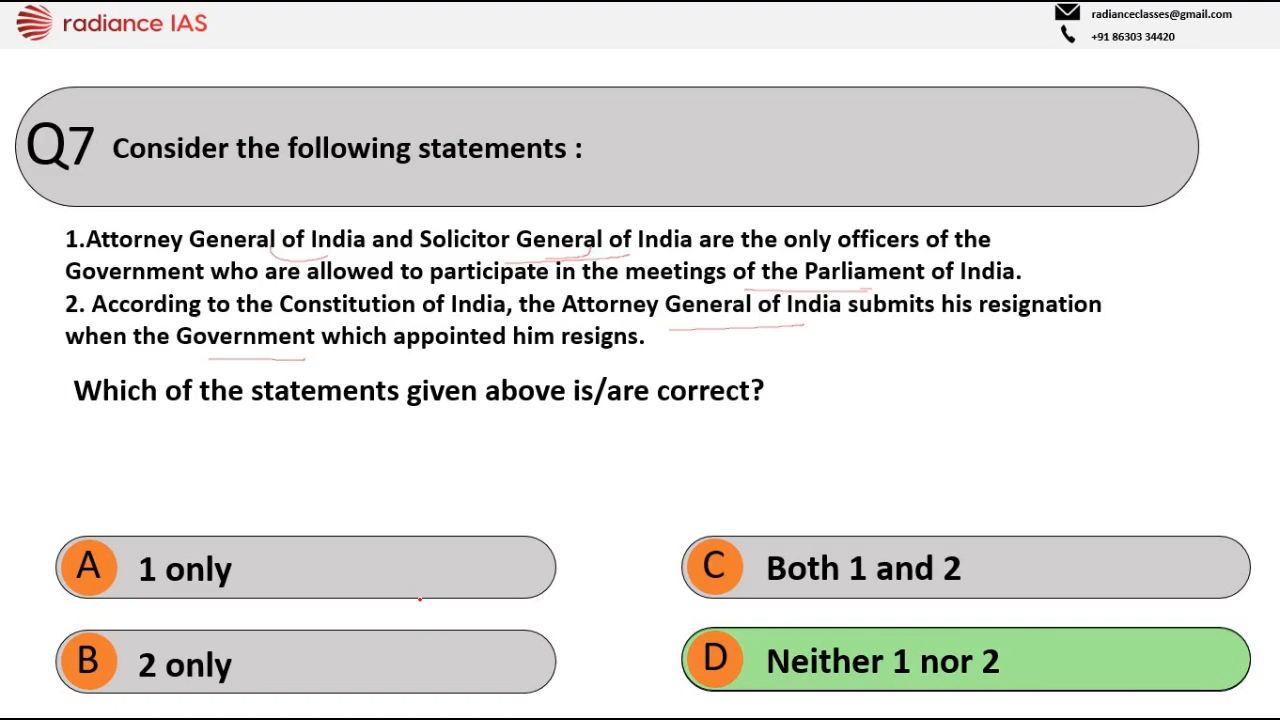 radiance IAS
radianceclasses@gmail.com
+91 86303 34420
Q7 Consider the following statements :
1.Attorney General of India and Solicitor General of India are the only officers of the
Government who are allowed to participate in the meetings of the Parliament of India.
2. According to the Constitution of India, the Attorney General of India submits his resignation
when the Government which appointed him resigns.
Which of the statements given above is/are correct?
A 1 only
B 2 only
C Both 1 and 2
D Neither 1 nor 2